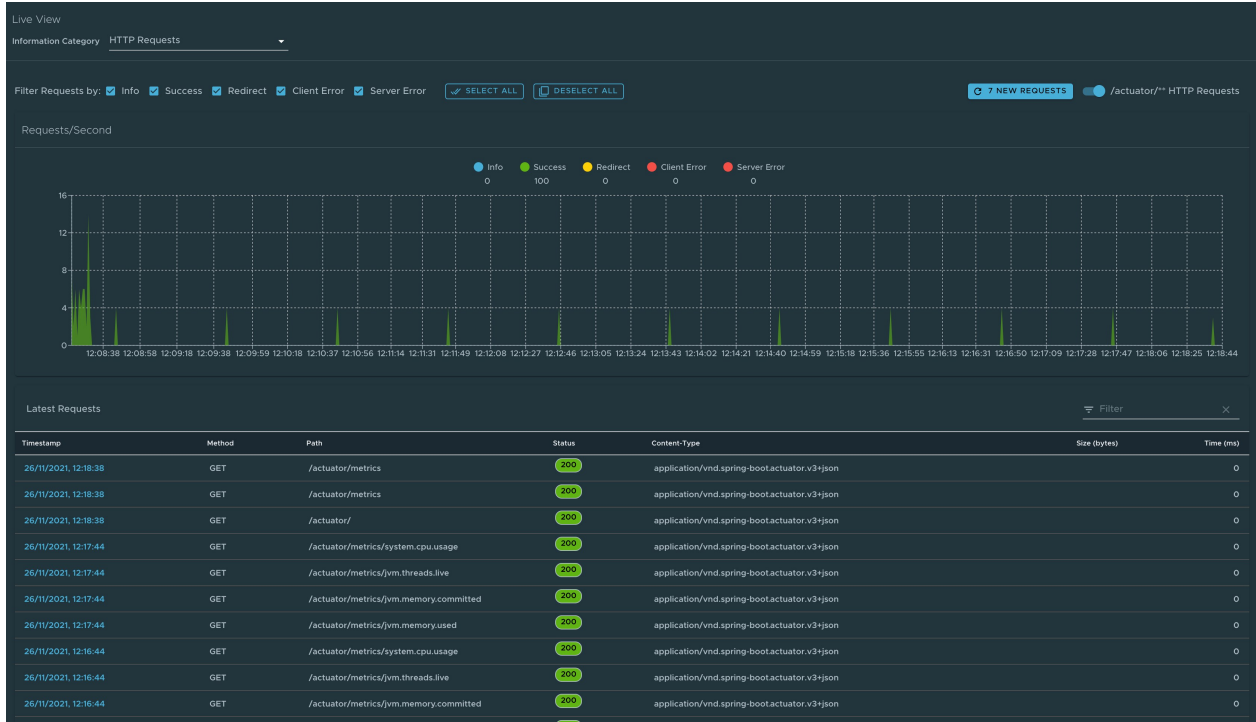 Live View
Information Category HTTP Requests
Filter Requests by: Info Success Redirect Client Error Server Error SELECT ALL DESELECT ALL 7 NEW REQUESTS /actuator/** HTTP Requests
Requests/Second
Info Success Redirect Client Error Server Error
0 100 0 0 0
16
12
8
4
0
12:08:38 12:08:58 12:09:18 12:09:38 12:09:59 12:10:18 12:10:37 12:10:56 12:11:14 12:11:31 12:11:49 12:12:08 12:12:27 12:12:46 12:13:05 12:13:24 12:13:43 12:14:02 12:14:21 12:14:40 12:14:59 12:15:18 12:15:36 12:15:55 12:16:13 12:16:31 12:16:50 12:17:09 12:17:28 12:17:47 12:18:06 12:18:25 12:18:44
Latest Requests Filter
Timestamp Method Path Status Content-Type Size (bytes) Time (ms)
26/11/2021, 12:18:38 GET /actuator/metrics 200 application/vnd.spring-boot.actuator.v3+json 0
26/11/2021, 12:18:38 GET /actuator/metrics 200 application/vnd.spring-boot.actuator.v3+json 0
26/11/2021, 12:18:38 GET /actuator/ 200 application/vnd.spring-boot.actuator.v3+json 0
26/11/2021, 12:17:44 GET /actuator/metrics/system.cpu.usage 200 application/vnd.spring-boot.actuator.v3+json 0
26/11/2021, 12:17:44 GET /actuator/metrics/jvm.threads.live 200 application/vnd.spring-boot.actuator.v3+json 0
26/11/2021, 12:17:44 GET /actuator/metrics/jvm.memory.committed 200 application/vnd.spring-boot.actuator.v3+json 0
26/11/2021, 12:17:44 GET /actuator/metrics/jvm.memory.used 200 application/vnd.spring-boot.actuator.v3+json 0
26/11/2021, 12:16:44 GET /actuator/metrics/system.cpu.usage 200 application/vnd.spring-boot.actuator.v3+json 0
26/11/2021, 12:16:44 GET /actuator/metrics/jvm.threads.live 200 application/vnd.spring-boot.actuator.v3+json 0
26/11/2021, 12:16:44 GET /actuator/metrics/jvm.memory.committed 200 application/vnd.spring-boot.actuator.v3+json 0